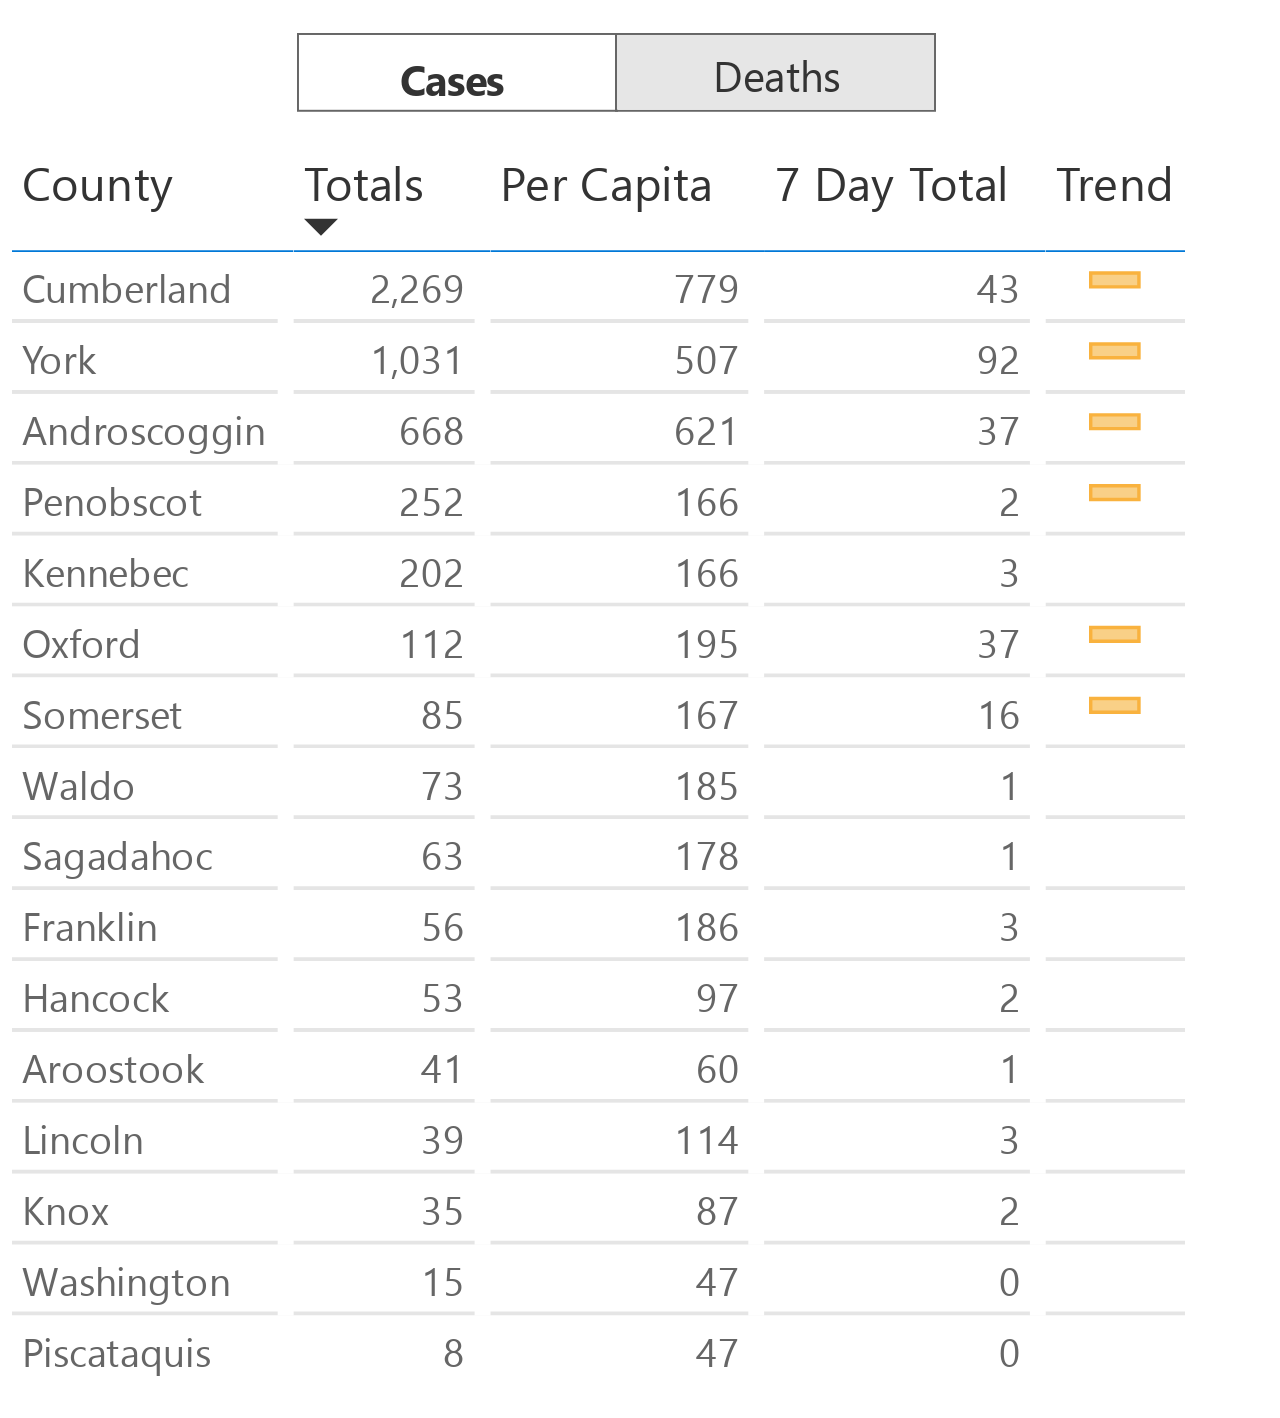 Cases Deaths
County Totals Per Capita 7 Day Total Trend
Cumberland 2,269 779 43
York 1,031 507 92
Androscoggin 668 621 37
Penobscot 252 166 2
Kennebec 202 166 3
Oxford 112 195 37
Somerset 85 167 16
Waldo 73 185 1
Sagadahoc 63 178 1
Franklin 56 186 3
Hancock 53 97 2
Aroostook 41 60 1
Lincoln 39 114 3
Knox 35 87 2
Washington 15 47 0
Piscataquis 8 47 0